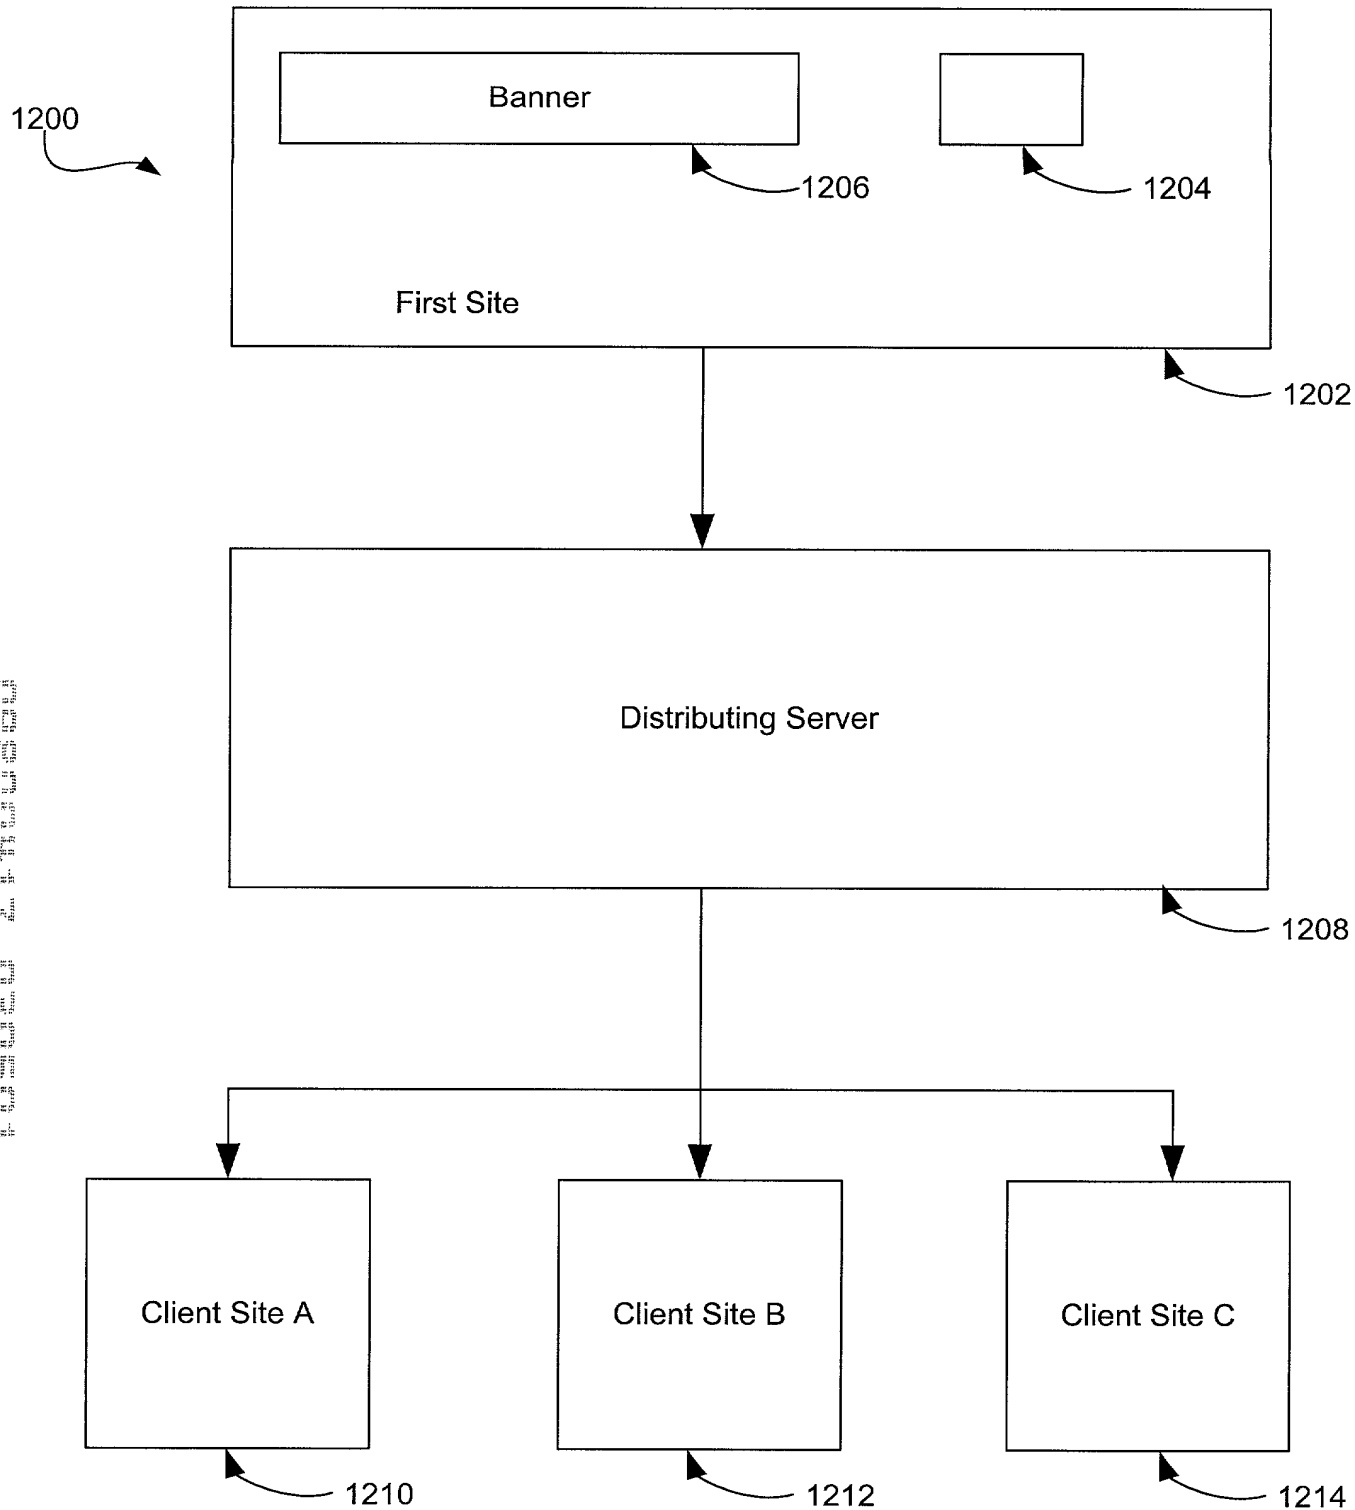 Banner
1200
1206
1204
First Site
1202
Distributing Server
1208
Client Site A
Client Site B
Client Site C
1210
1212
1214